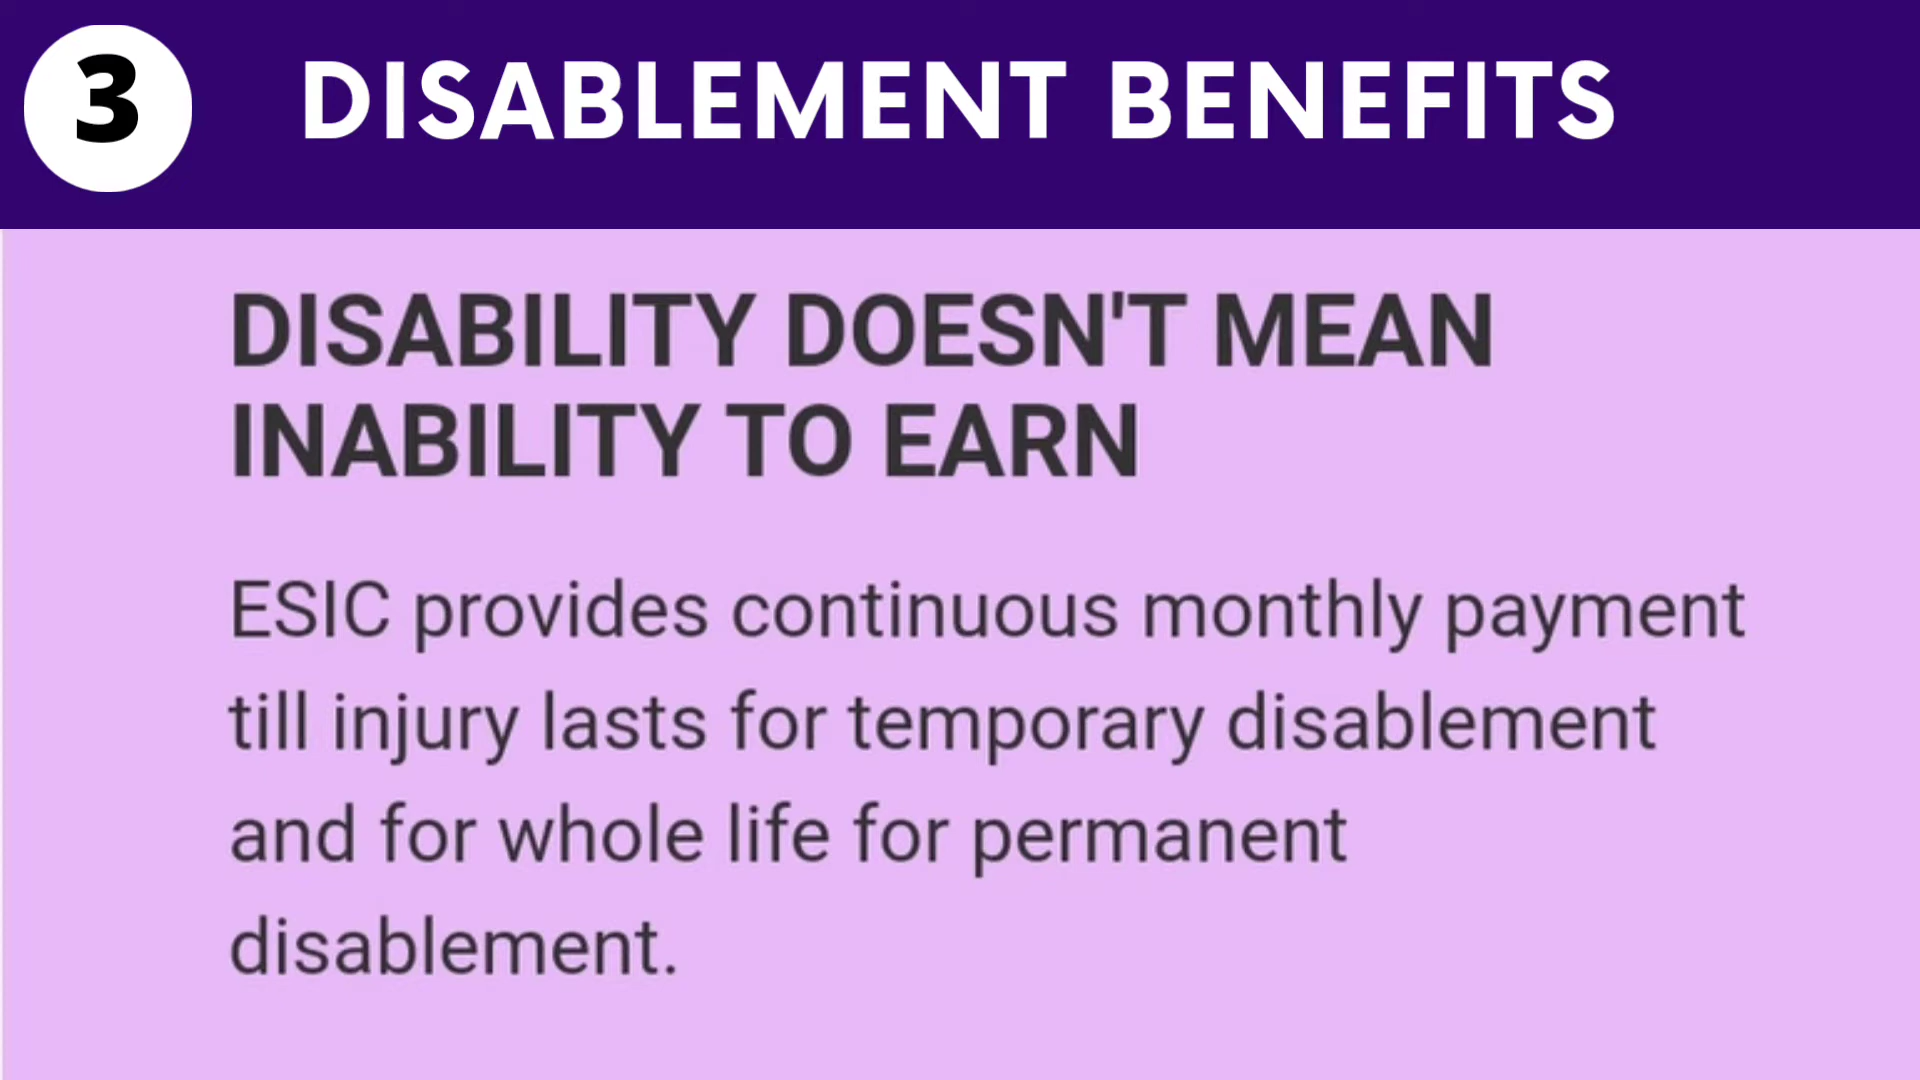 3
DISABLEMENT BENEFITS
DISABILITY DOESN'T MEAN
INABILITY TO EARN
ESIC provides continuous monthly payment
till injury lasts for temporary disablement
and for whole life for permanent
disablement.